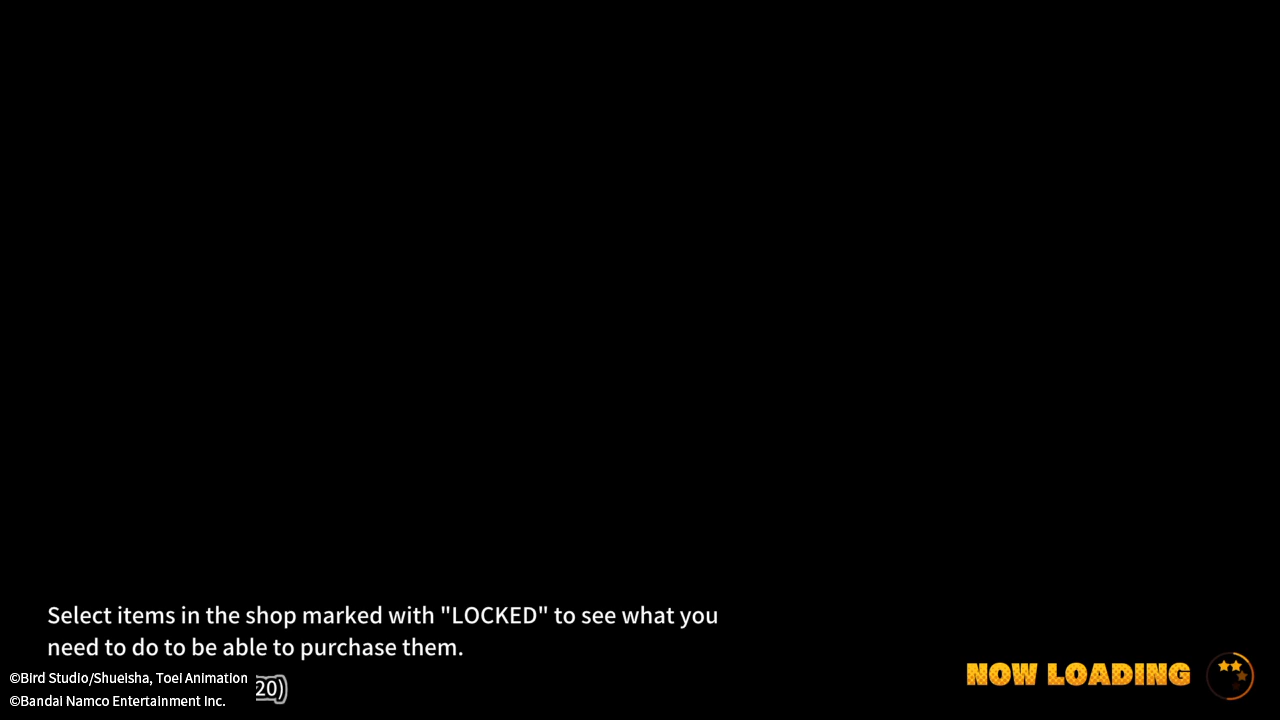 Select items in the shop marked with "LOCKED" to see what you
need to do to be able to purchase them.
©Bird Studio/Shueisha, Toei Animation
20)
©Bandai Namco Entertainment Inc.
NOW LOADING